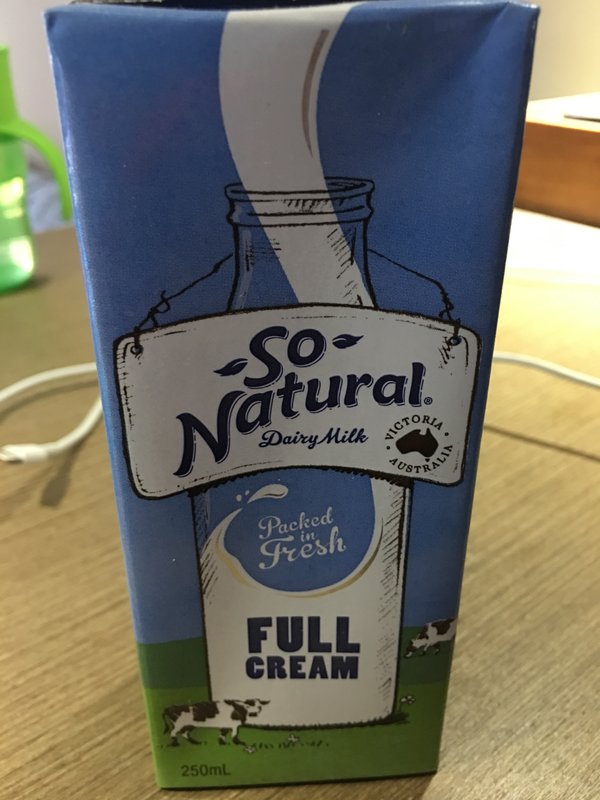 So
Natural®
Dairy Milk
VICTORIA
AUSTRALIA
Packed
in
Fresh
FULL
CREAM
250mL